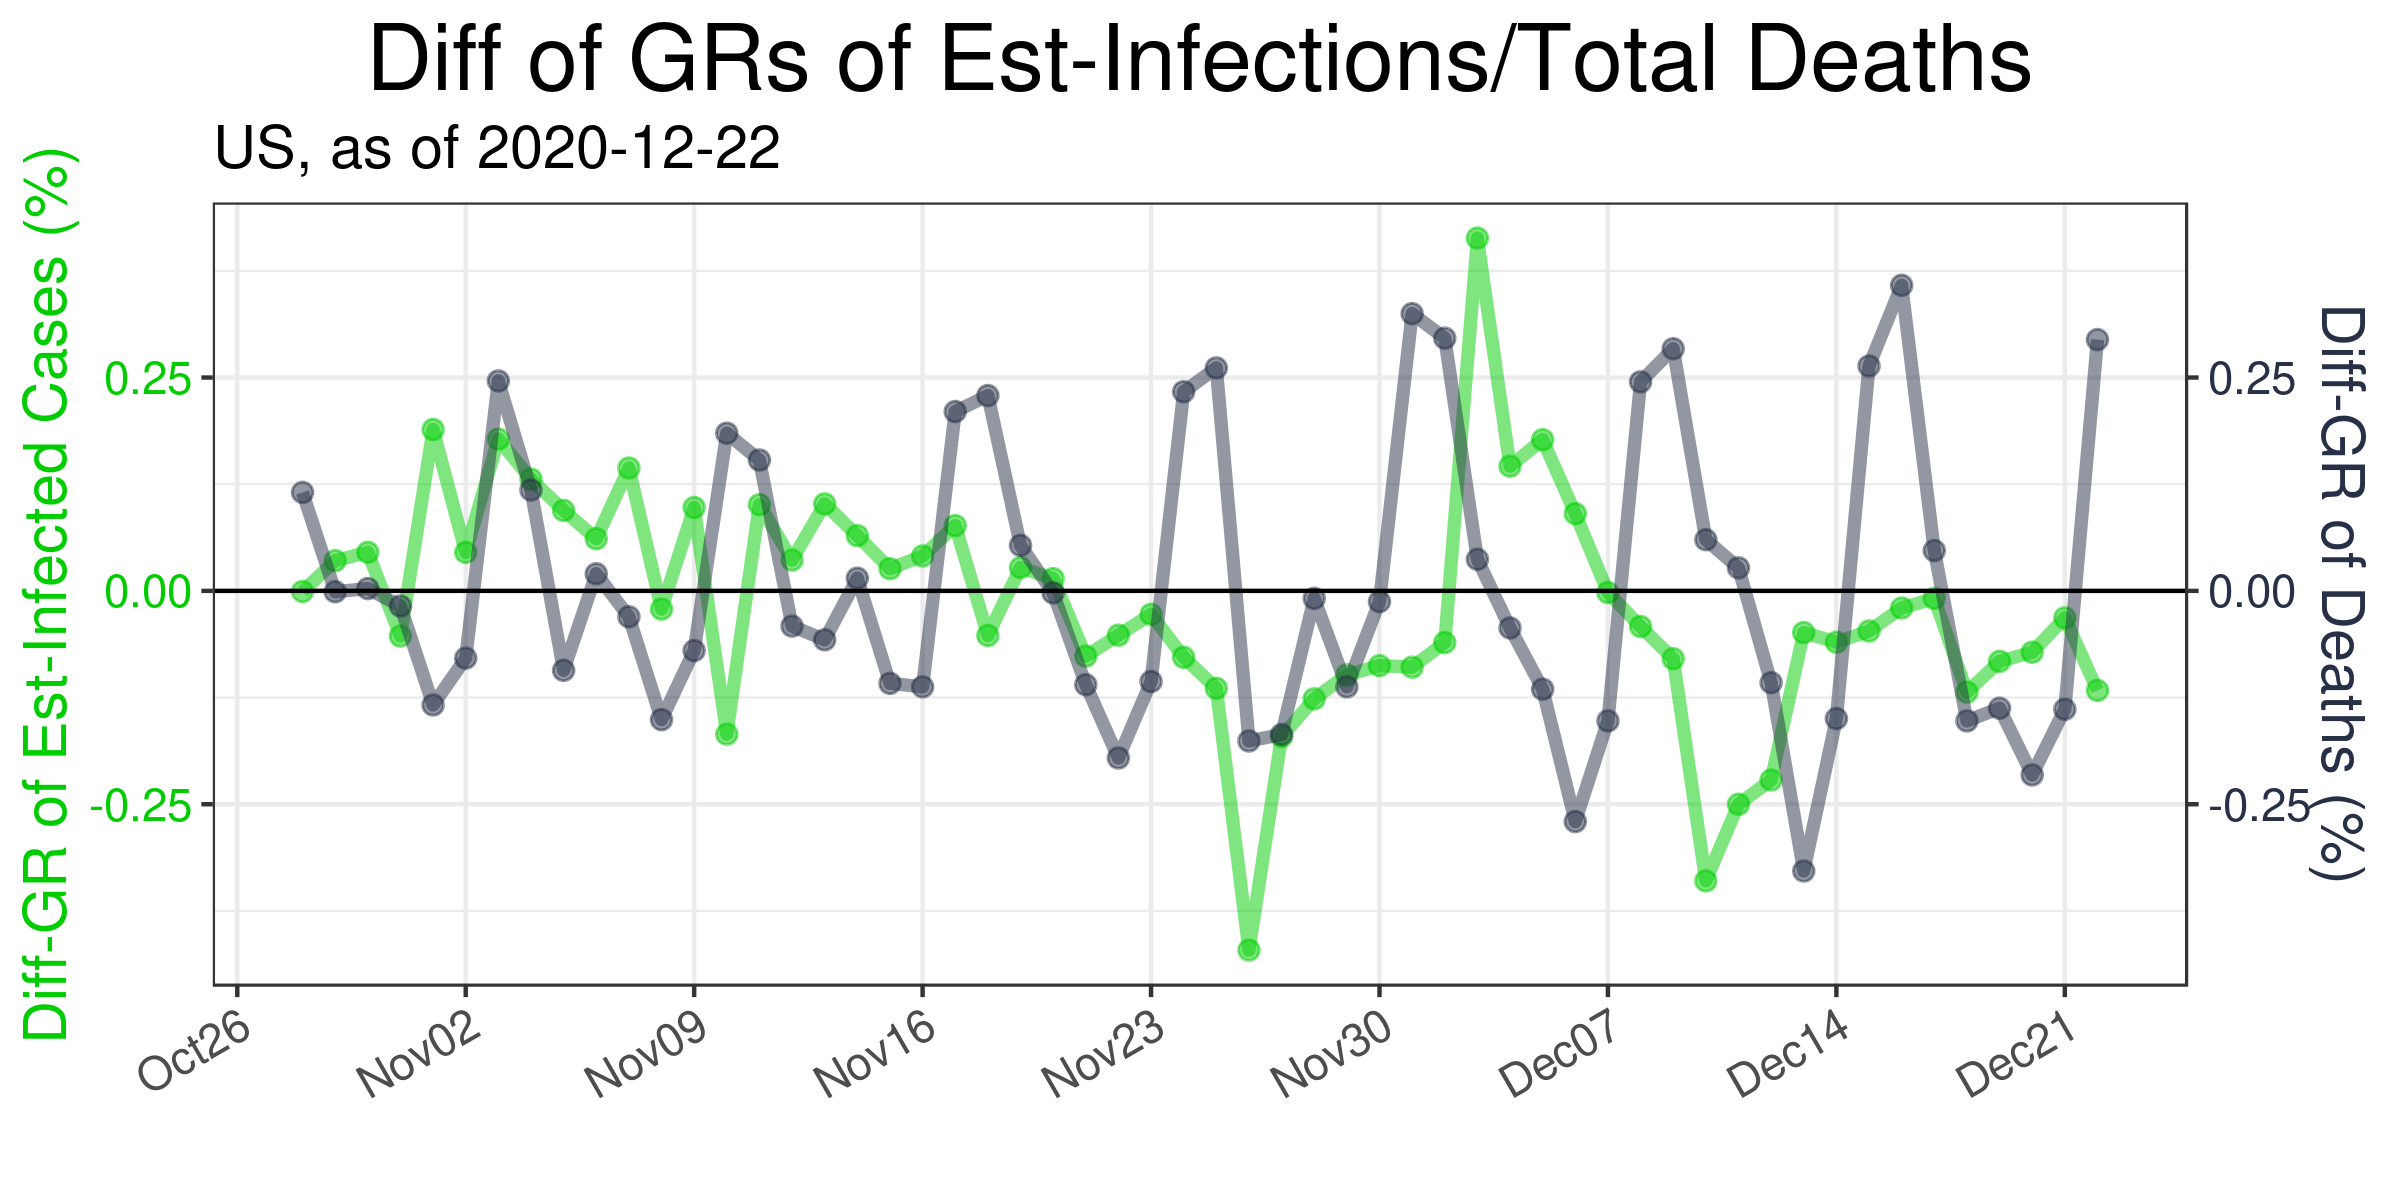 Diff of GRs of Est-Infections/Total Deaths
US, as of 2020-12-22
Diff-GR of Est-Infected Cases (%)
0.25
0.00
-0.25
0.25
0.00
-0.25
Diff-GR of Deaths (%)
Oct26
Nov02
Nov09
Nov16
Nov23
Nov30
Dec07
Dec14
Dec21